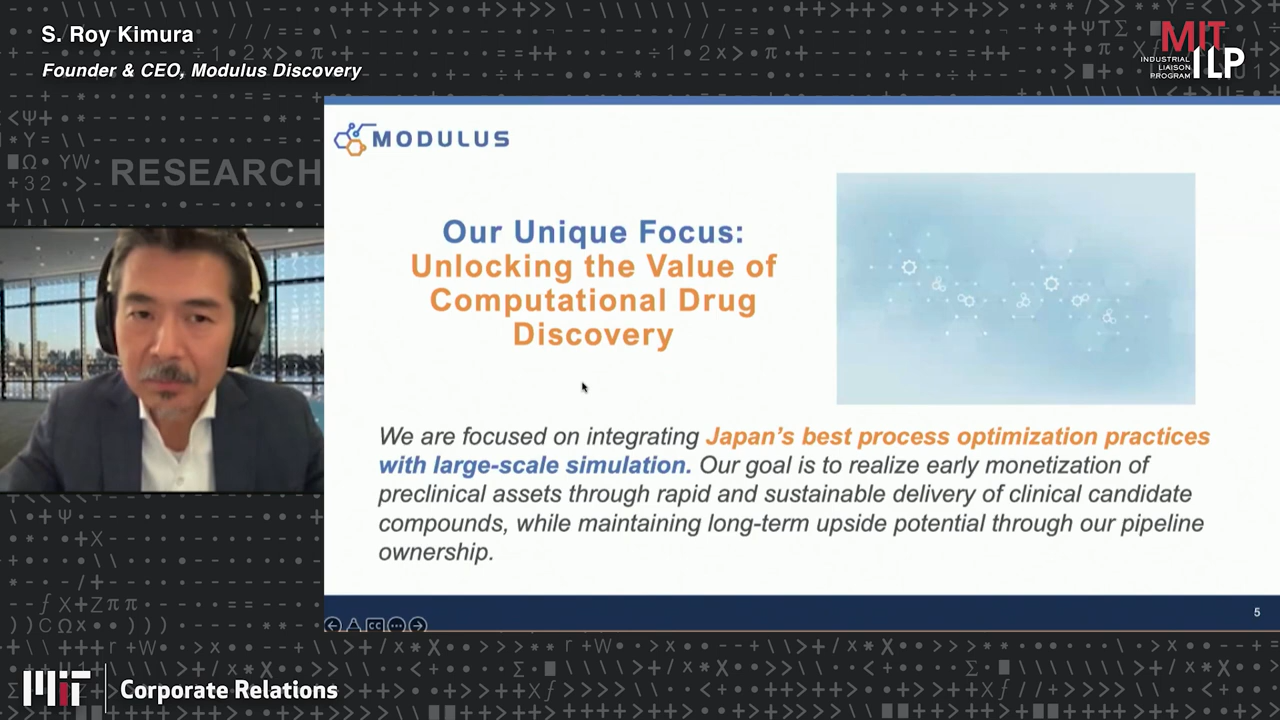 S. Roy Kimura
Founder & CEO, Modulus Discovery
MIT
INDUSTRIAL
LIAISON
PROGRAM
ILP
RESEARCH
MODULUS
Our Unique Focus:
Unlocking the Value of
Computational Drug
Discovery
We are focused on integrating Japan's best process optimization practices
with large-scale simulation. Our goal is to realize early monetization of
preclinical assets through rapid and sustainable delivery of clinical candidate
compounds, while maintaining long-term upside potential through our pipeline
ownership.
5
MIT
Corporate Relations